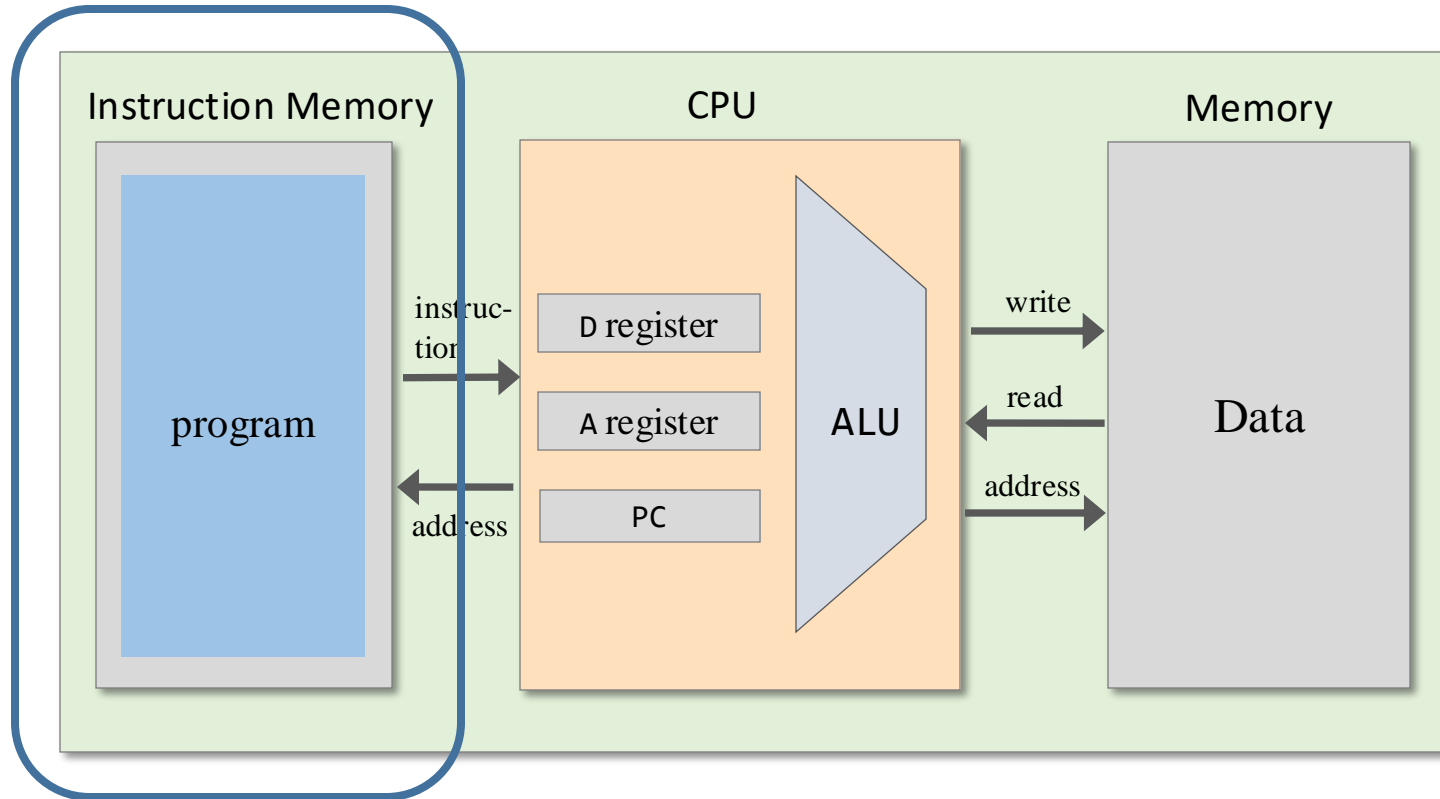 Instruction Memory
CPU
Memory
program
instruc-
tion
address
D register
A register
PC
ALU
write
read
address
Data